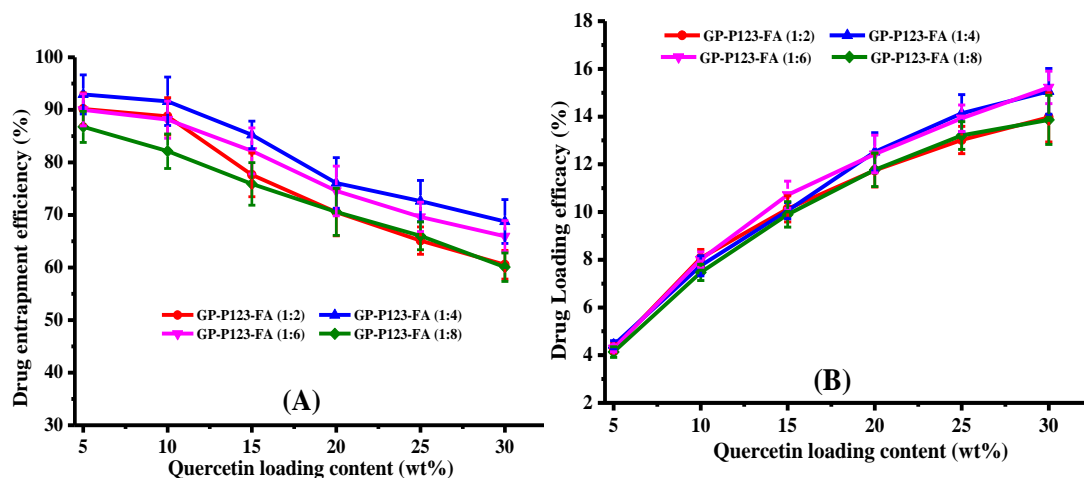 Drug entrapment efficiency (%)
100
90
80
70
60
50
40
30
GP-P123-FA (1:2) GP-P123-FA (1:4)
GP-P123-FA (1:6) GP-P123-FA (1:8)
(A)
5 10 15 20 25 30
Quercetin loading content (wt%)
Drug Loading efficacy (%)
18
16
14
12
10
8
6
4
2
GP-P123-FA (1:2) GP-P123-FA (1:4)
GP-P123-FA (1:6) GP-P123-FA (1:8)
(B)
5 10 15 20 25 30
Quercetin loading content (wt%)